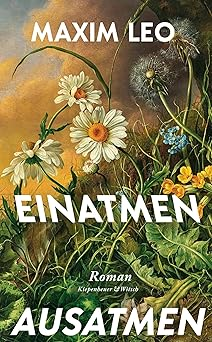 MAXIM LEO
EINATMEN
Roman
Kiepenheuer & Witsch
AUSATMEN